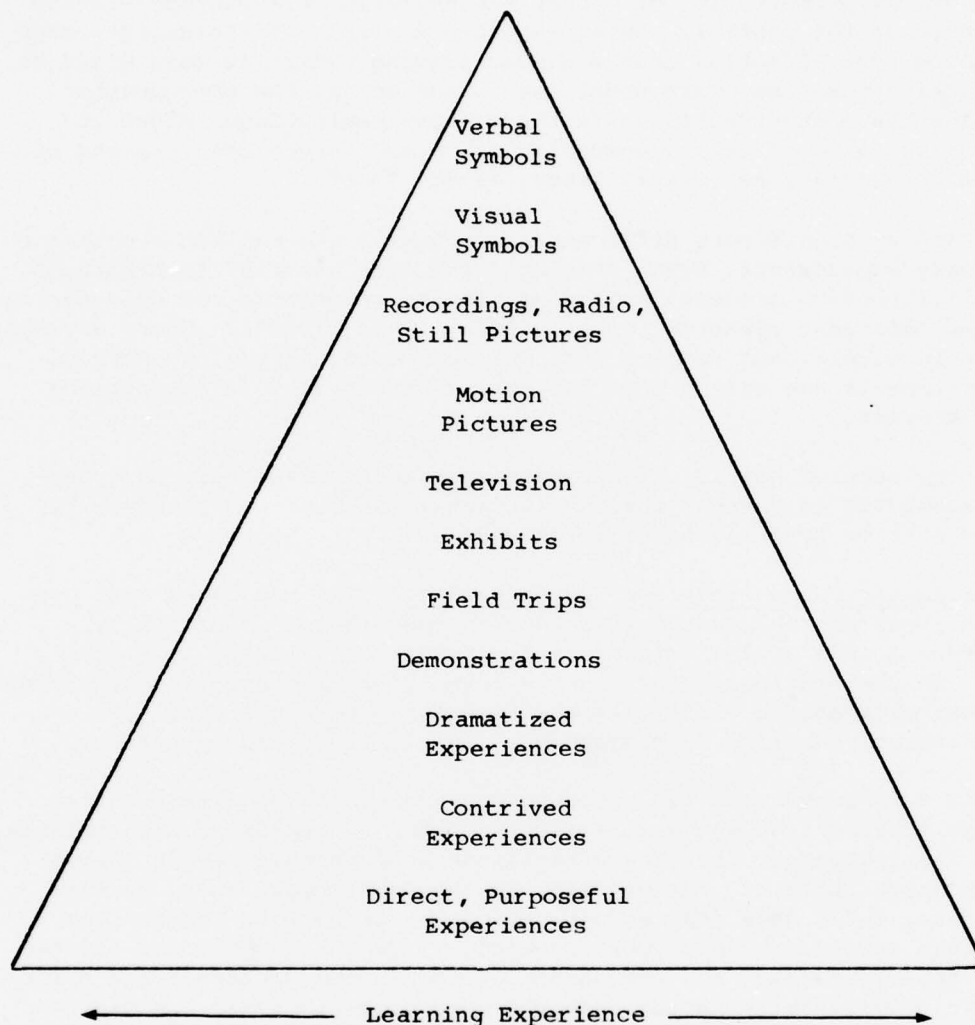 Verbal
Symbols
Visual
Symbols
Recordings, Radio,
Still Pictures
Motion
Pictures
Television
Exhibits
Field Trips
Demonstrations
Dramatized
Experiences
Contrived
Experiences
Direct, Purposeful
Experiences
Learning Experience